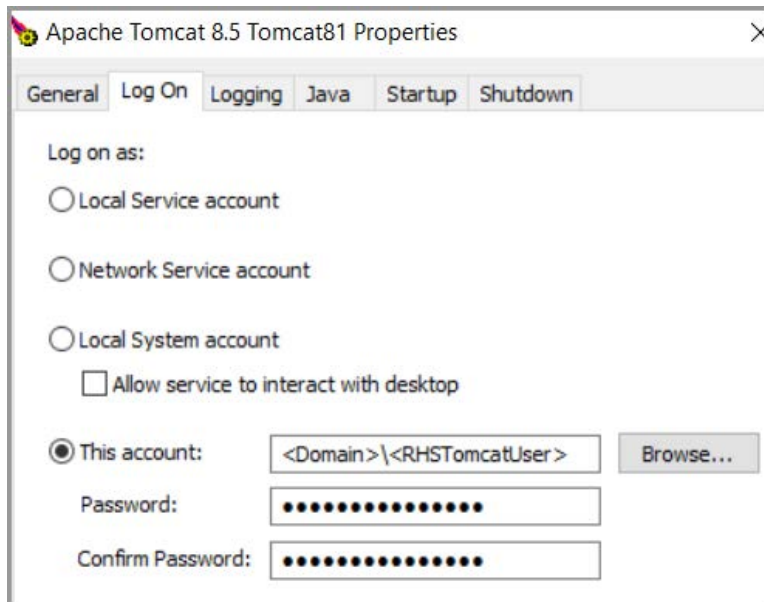 Apache Tomcat 8.5 Tomcat81 Properties
General Log On Logging Java Startup Shutdown
Log on as:
Local Service account
Network Service account
Local System account
Allow service to interact with desktop
This account: <Domain>\<RHSTomcatUser> Browse...
Password: •••••••••••••••
Confirm Password: •••••••••••••••